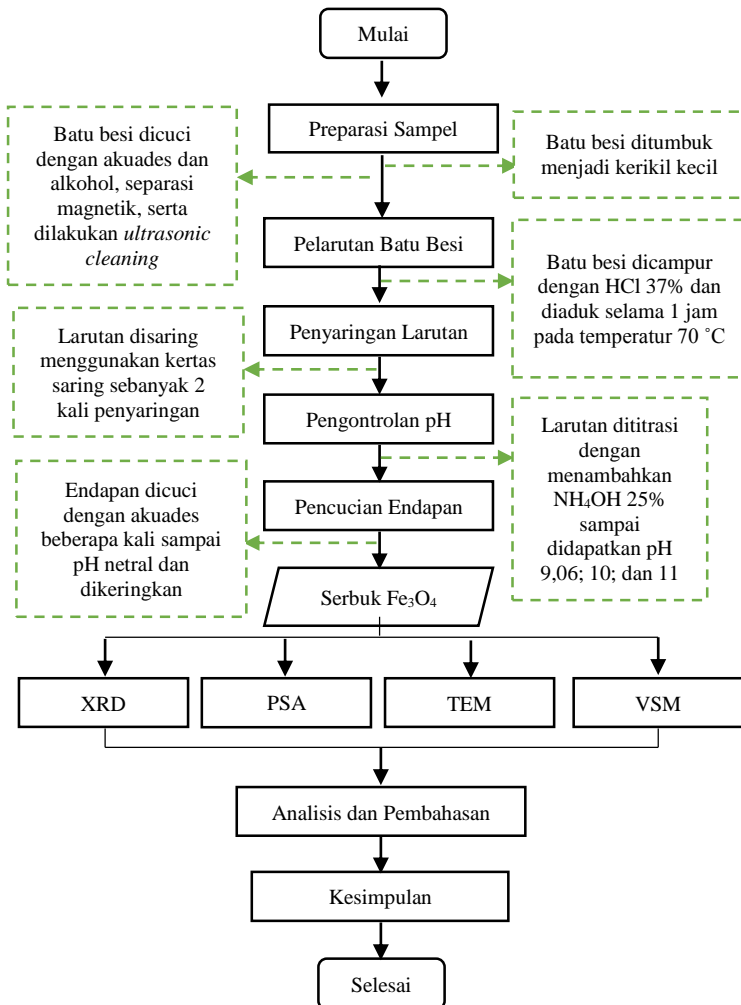 Mulai
Preparasi Sampel
Batu besi dicuci
dengan akuades dan
alkohol, separasi
magnetik, serta
dilakukan ultrasonic
cleaning
Batu besi ditumbuk
menjadi kerikil kecil
Pelarutan Batu Besi
Batu besi dicampur
dengan HCl 37% dan
diaduk selama 1 jam
pada temperatur 70 ˚C
Penyaringan Larutan
Larutan disaring
menggunakan kertas
saring sebanyak 2
kali penyaringan
Pengontrolan pH
Larutan dititrasi
dengan
menambahkan
NH₄OH 25%
sampai
didapatkan pH
9,06; 10; dan 11
Pencucian Endapan
Endapan dicuci
dengan akuades
beberapa kali sampai
pH netral dan
dikeringkan
Serbuk Fe₃O₄
XRD
PSA
TEM
VSM
Analisis dan Pembahasan
Kesimpulan
Selesai